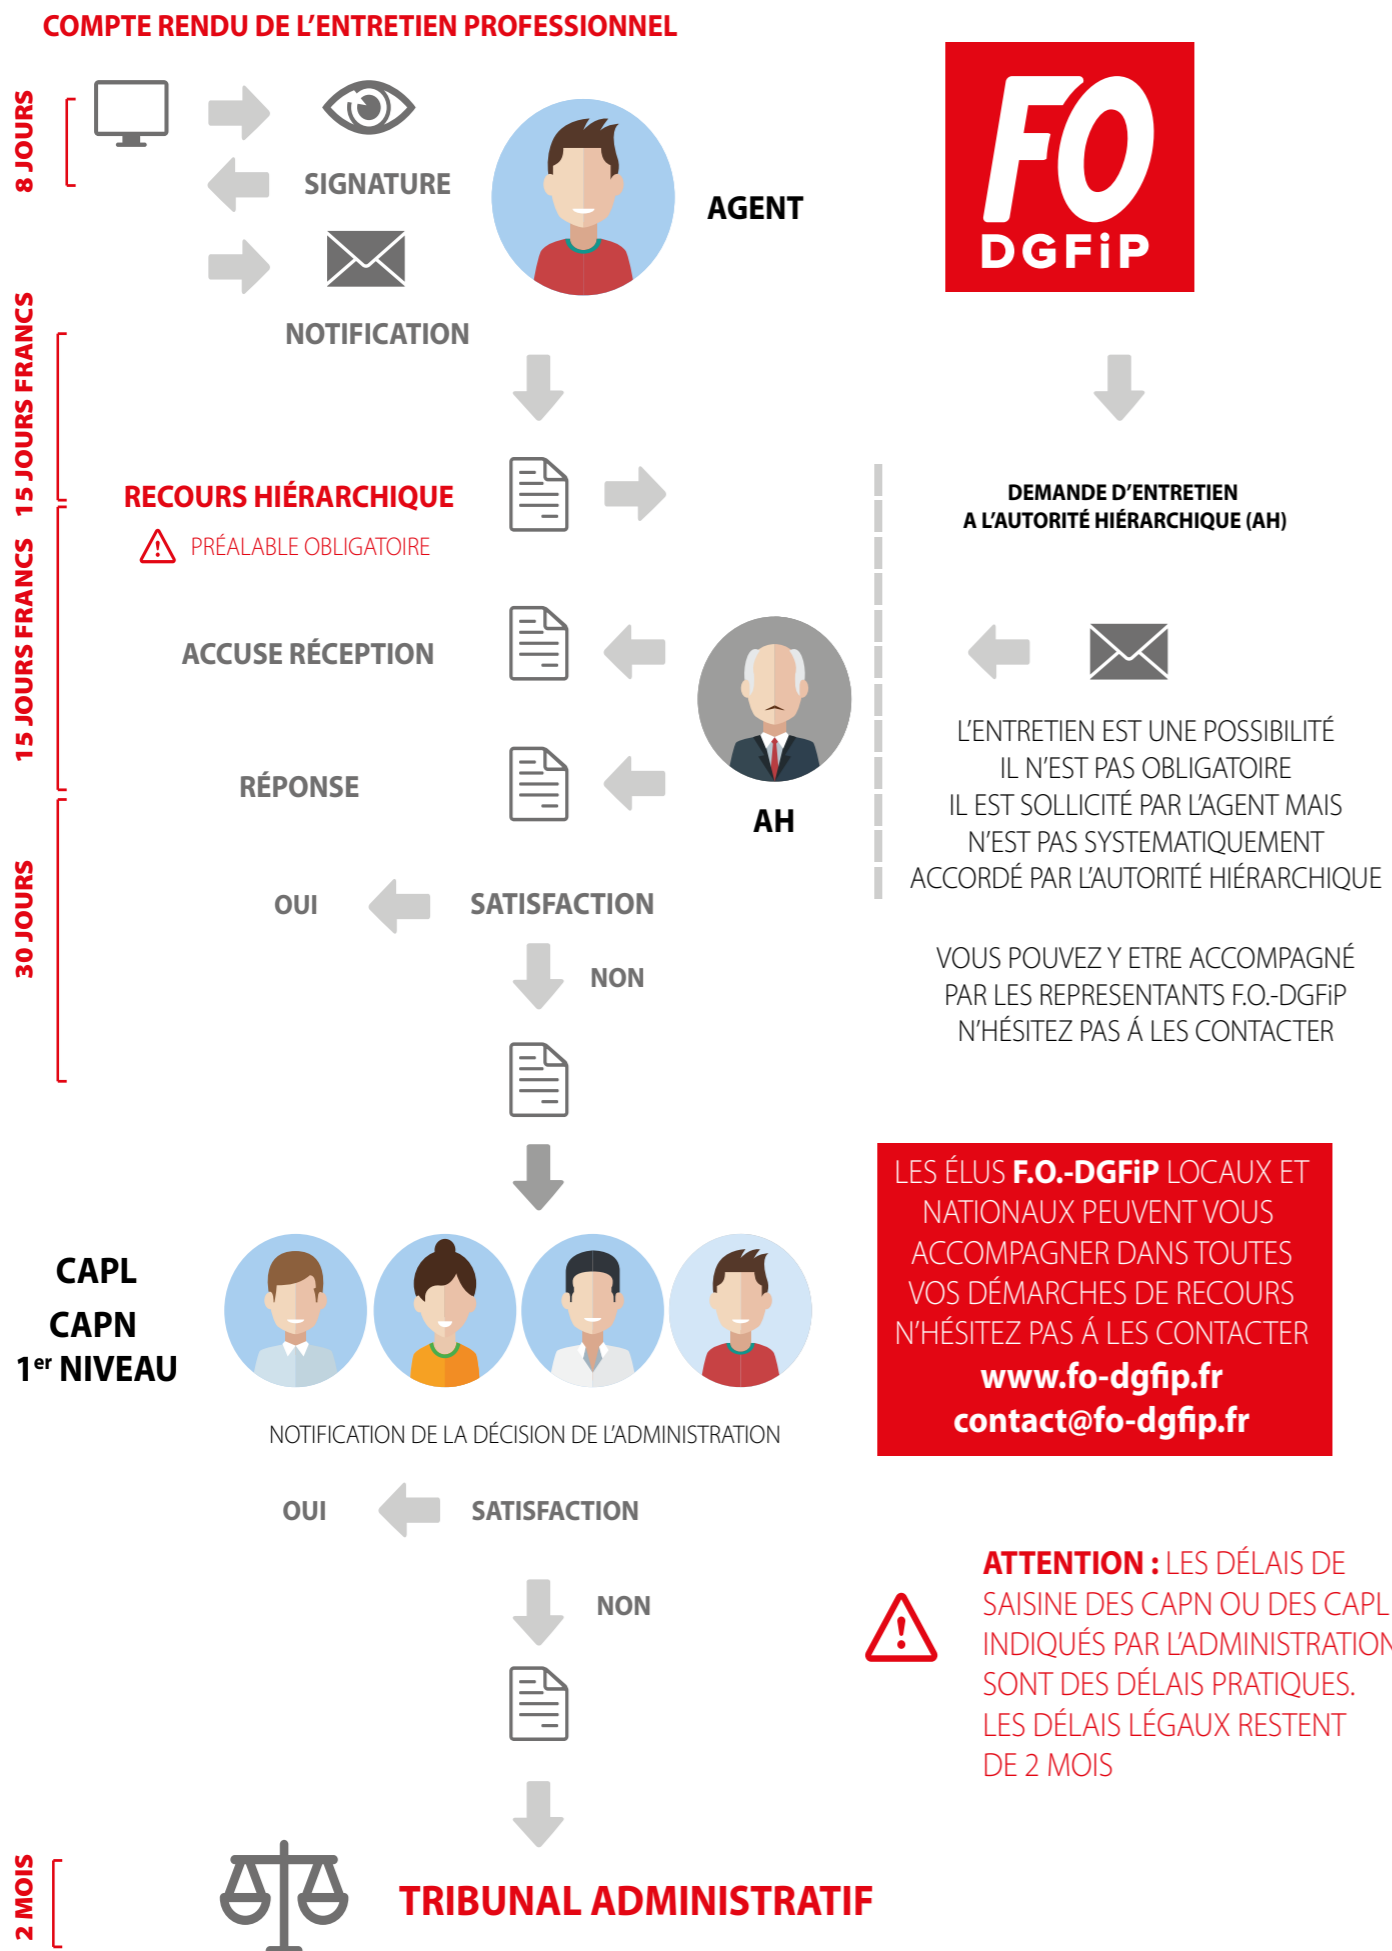 COMPTE RENDU DE L'ENTRETIEN PROFESSIONNEL
8 JOURS
SIGNATURE
AGENT
FO
DGFiP
NOTIFICATION
15 JOURS FRANCS
RECOURS HIÉRARCHIQUE
PRÉALABLE OBLIGATOIRE
DEMANDE D'ENTRETIEN
A L'AUTORITÉ HIÉRARCHIQUE (AH)
15 JOURS FRANCS
ACCUSE RÉCEPTION
RÉPONSE
AH
L'ENTRETIEN EST UNE POSSIBILITÉ
IL N'EST PAS OBLIGATOIRE
IL EST SOLLICITÉ PAR L'AGENT MAIS
N'EST PAS SYSTEMATIQUEMENT
ACCORDÉ PAR L'AUTORITÉ HIÉRARCHIQUE
30 JOURS
OUI
SATISFACTION
NON
VOUS POUVEZ Y ETRE ACCOMPAGNÉ
PAR LES REPRESENTANTS F.O.-DGFiP
N'HÉSITEZ PAS Á LES CONTACTER
CAPL
CAPN
1er NIVEAU
NOTIFICATION DE LA DÉCISION DE L'ADMINISTRATION
LES ÉLUS F.O.-DGFiP LOCAUX ET
NATIONAUX PEUVENT VOUS
ACCOMPAGNER DANS TOUTES
VOS DÉMARCHES DE RECOURS
N'HÉSITEZ PAS Á LES CONTACTER
www.fo-dgfip.fr
contact@fo-dgfip.fr
OUI
SATISFACTION
NON
ATTENTION : LES DÉLAIS DE
SAISINE DES CAPN OU DES CAPL
INDIQUÉS PAR L'ADMINISTRATION
SONT DES DÉLAIS PRATIQUES.
LES DÉLAIS LÉGAUX RESTENT
DE 2 MOIS
2 MOIS
TRIBUNAL ADMINISTRATIF